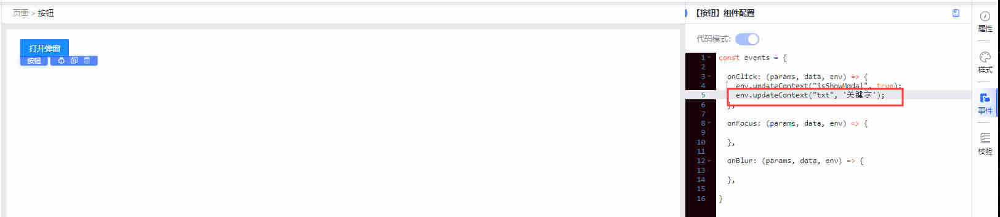 页面 > 按钮
打开弹窗
按钮
【按钮】组件配置
代码模式:
1 const events = {
2
3 onClick: (params, data, env) => {
4 env.updateContext("isShowModal", true);
5 env.updateContext("txt", '关键字');
6 },
7
8 onFocus: (params, data, env) => {
9
10 },
11
12 onBlur: (params, data, env) => {
13
14 },
15
16 }
属性
样式
事件
校验